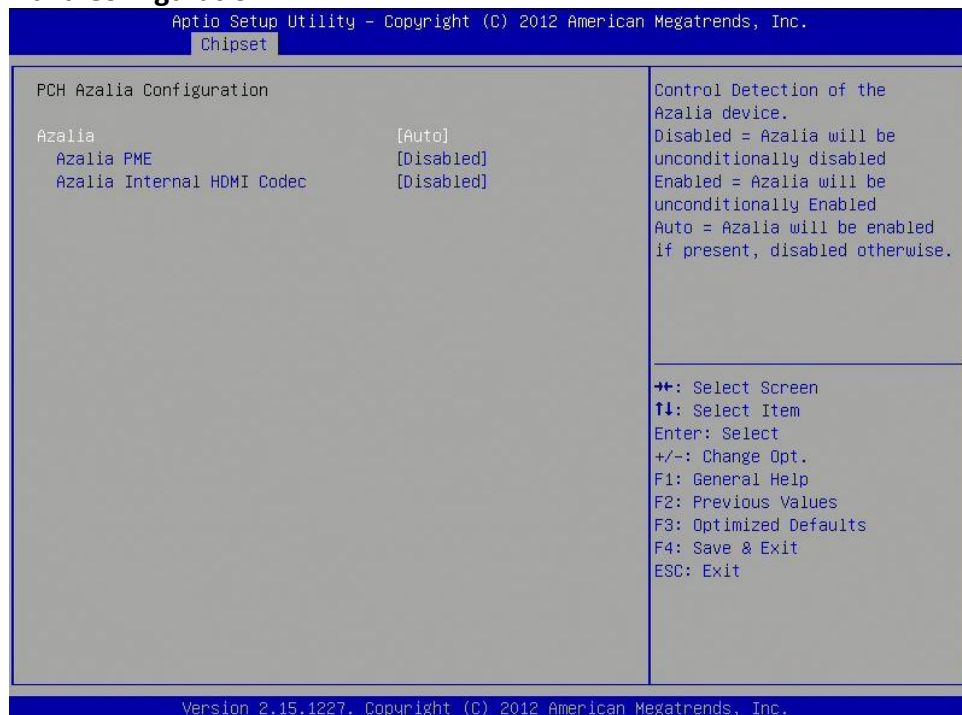 Aptio Setup Utility – Copyright (C) 2012 American Megatrends, Inc.
Chipset
PCH Azalia Configuration
Azalia [Auto]
Azalia PME [Disabled]
Azalia Internal HDMI Codec [Disabled]
Control Detection of the
Azalia device.
Disabled = Azalia will be
unconditionally disabled
Enabled = Azalia will be
unconditionally Enabled
Auto = Azalia will be enabled
if present, disabled otherwise.
→←: Select Screen
↑↓: Select Item
Enter: Select
+/-: Change Opt.
F1: General Help
F2: Previous Values
F3: Optimized Defaults
F4: Save & Exit
ESC: Exit
Version 2.15.1227. Copyright (C) 2012 American Megatrends, Inc.